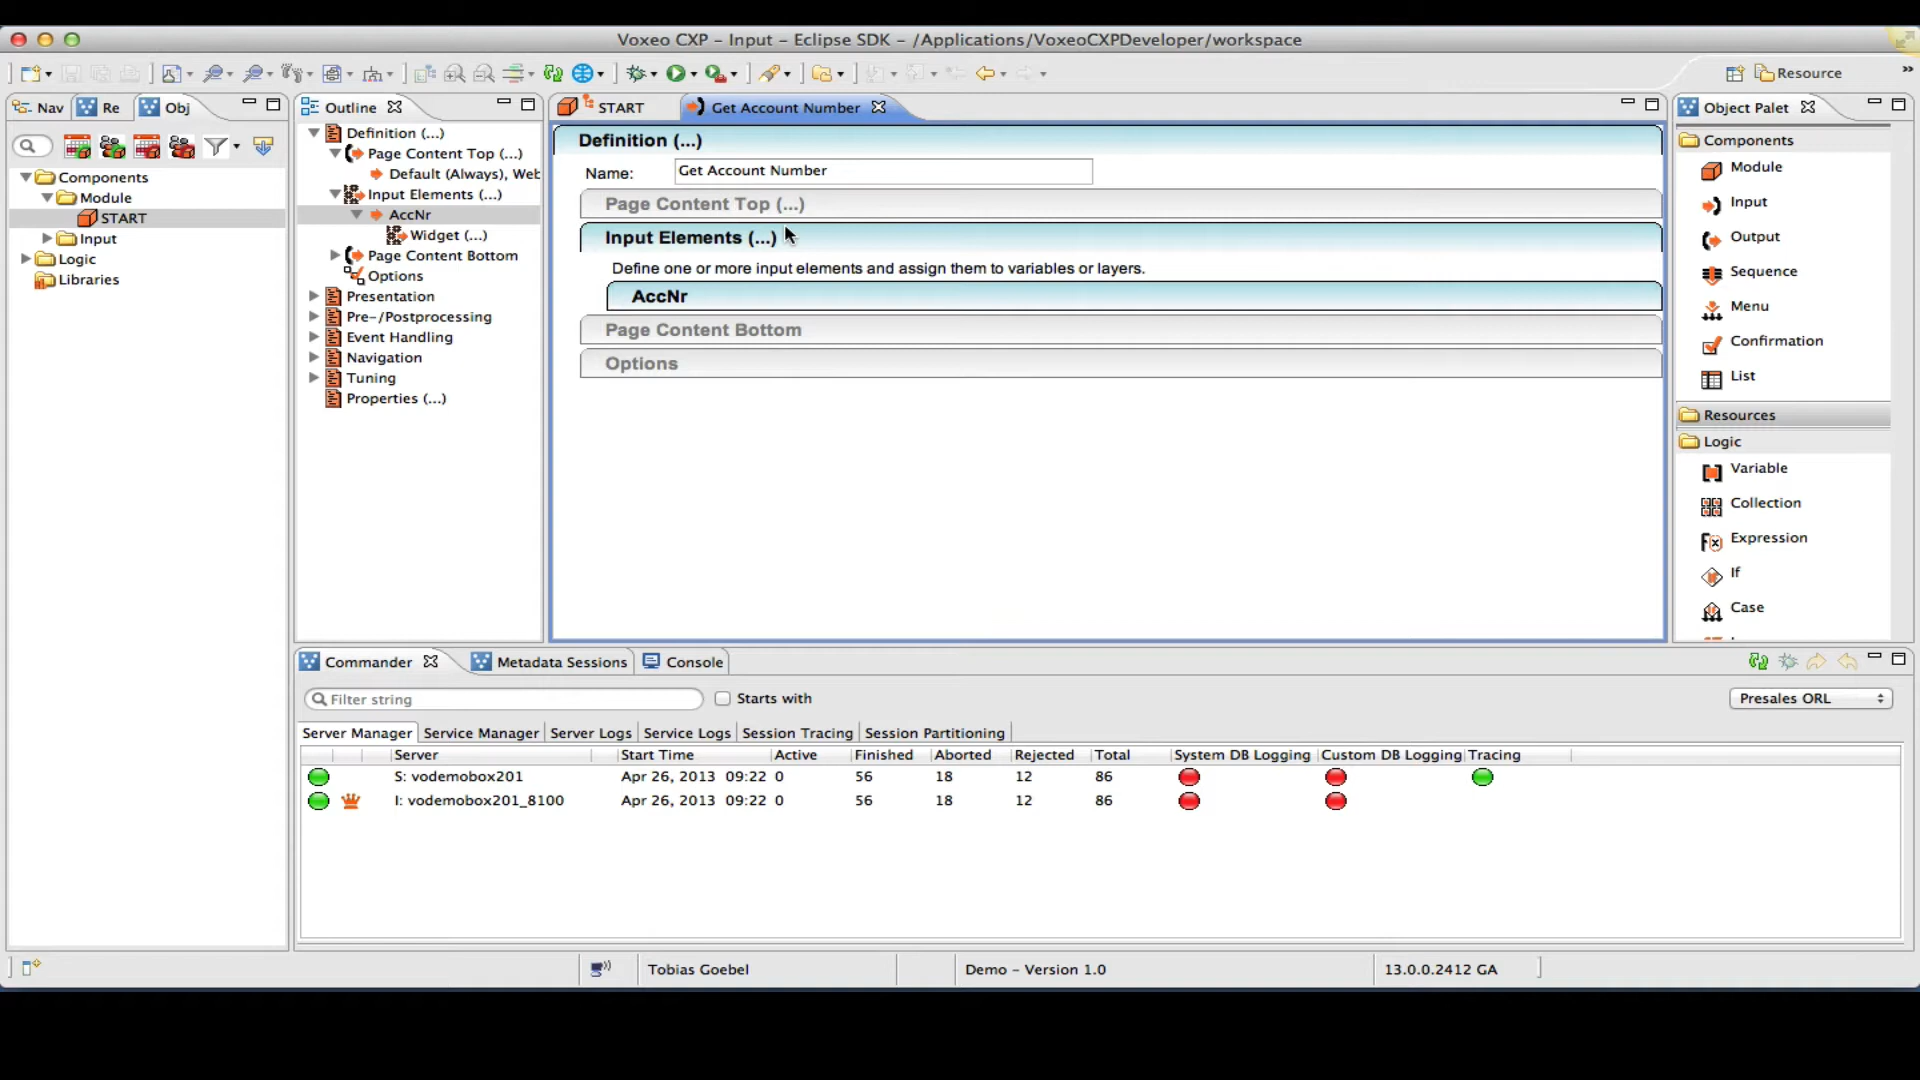 Voxeo CXP – Input – Eclipse SDK – /Applications/VoxeoCXPDeveloper/workspace
Resource
Nav Re Obj
Components
Module
START
Input
Logic
Libraries
Outline
Definition (...)
Page Content Top (...)
Default (Always), Web
Input Elements (...)
AccNr
Widget (...)
Page Content Bottom
Options
Presentation
Pre-/Postprocessing
Event Handling
Navigation
Tuning
Properties (...)
START Get Account Number
Definition (...)
Name: Get Account Number
Page Content Top (...)
Input Elements (...)
Define one or more input elements and assign them to variables or layers.
AccNr
Page Content Bottom
Options
Object Palet
Components
Module
Input
Output
Sequence
Menu
Confirmation
List
Resources
Logic
Variable
Collection
Expression
If
Case
Commander Metadata Sessions Console
Filter string Starts with Presales ORL
Server Manager Service Manager Server Logs Service Logs Session Tracing Session Partitioning
Server Start Time Active Finished Aborted Rejected Total System DB Logging Custom DB Logging Tracing
S: vodemobox201 Apr 26, 2013 09:22 0 56 18 12 86
I: vodemobox201_8100 Apr 26, 2013 09:22 0 56 18 12 86
Tobias Goebel Demo – Version 1.0 13.0.0.2412 GA